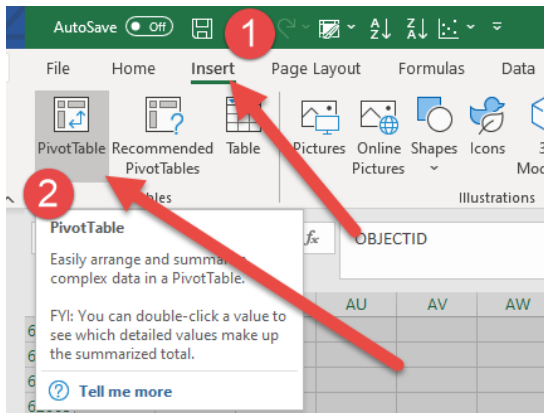 AutoSave Off
1
File Home Insert Page Layout Formulas Data
PivotTable Recommended PivotTables Table Pictures Online Pictures Shapes Icons
Illustrations
2
PivotTable
Easily arrange and summarize
complex data in a PivotTable.
FYI: You can double-click a value to
see which detailed values make up
the summarized total.
Tell me more
fx OBJECTID
AU AV AW